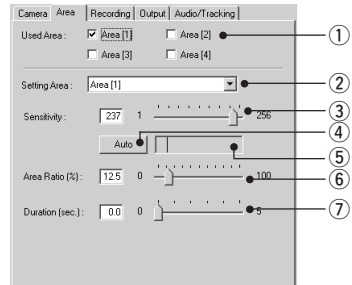 Camera Area Recording Output Audio/Tracking
Used Area : Area [1] Area [2] ①
Area [3] Area [4]
Setting Area : Area [1] ②
Sensitivity : 237 1 256 ③
Auto ④
⑤
Area Ratio (%) : 12.5 0 100 ⑥
Duration (sec.) : 0.0 0 5 ⑦